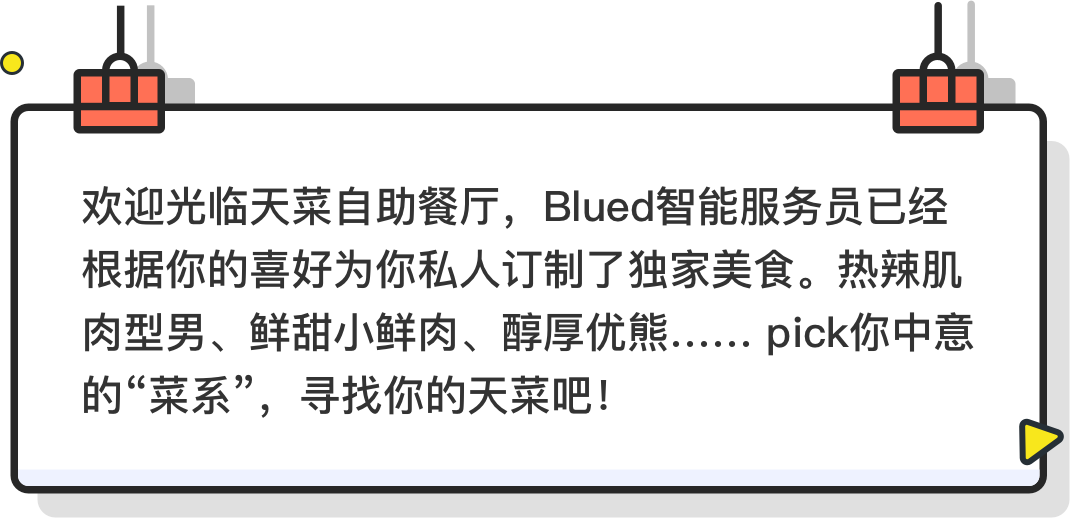 欢迎光临天菜自助餐厅，Blued智能服务员已经
根据你的喜好为你私人订制了独家美食。热辣肌
肉型男、鲜甜小鲜肉、醇厚优熊…… pick你中意
的“菜系”，寻找你的天菜吧！